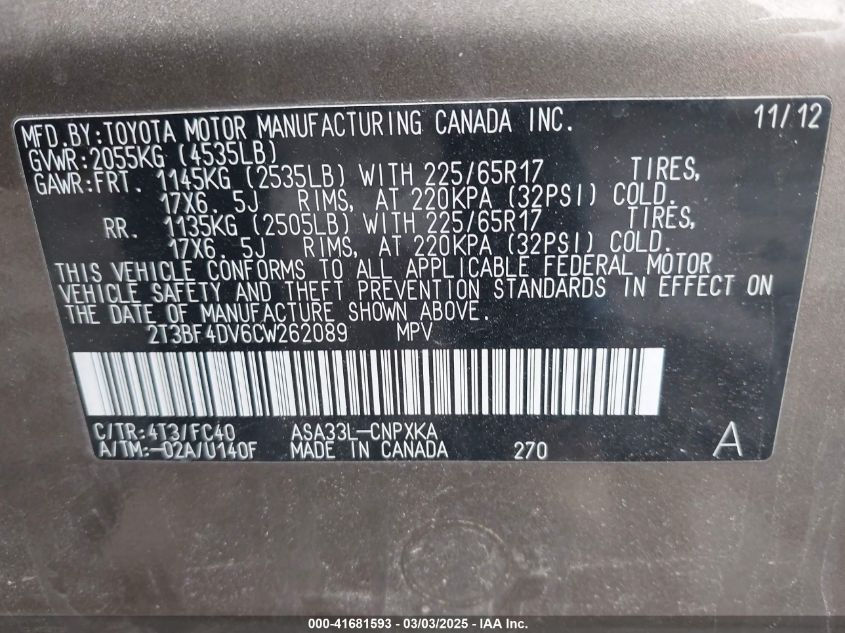 MFD.BY:TOYOTA MOTOR MANUFACTURING CANADA INC. 11/12
GVWR:2055KG (4535LB)
GAWR:FRT. 1145KG (2535LB) WITH 225/65R17 TIRES,
17X6. 5J RIMS, AT 220KPA (32PSI) COLD.
RR. 1135KG (2505LB) WITH 225/65R17 TIRES,
17X6. 5J RIMS, AT 220KPA (32PSI) COLD.
THIS VEHICLE CONFORMS TO ALL APPLICABLE FEDERAL MOTOR
VEHICLE SAFETY AND THEFT PREVENTION STANDARDS IN EFFECT ON
THE DATE OF MANUFACTURE SHOWN ABOVE.
2T3BF4DV6CW262089 MPV
C/TR:4T3/FC40 ASA33L-CNPXKA
A/TM:-02A/U140F MADE IN CANADA 270 A
000-41681593 - 03/03/2025 - IAA Inc.